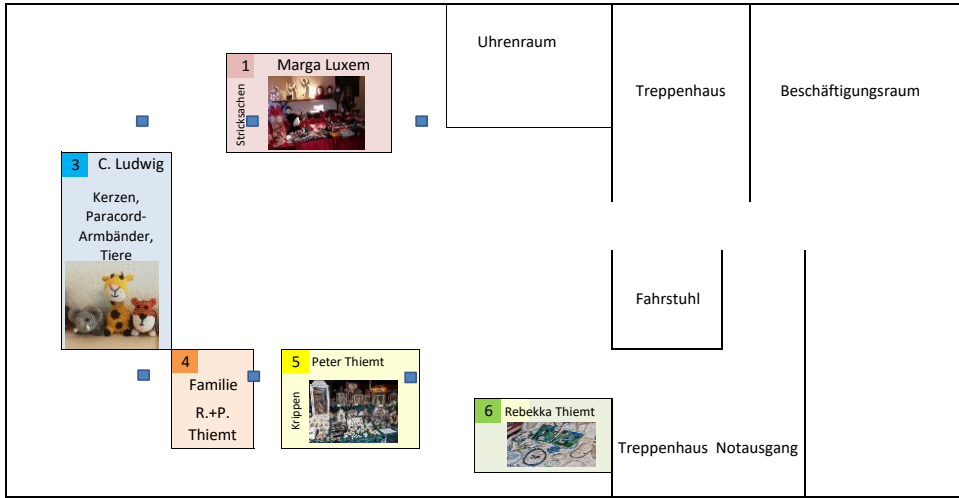 Uhrenraum
1 Marga Luxem
Stricksachen
Treppenhaus
Beschäftigungsraum
3 C. Ludwig
Kerzen,
Paracord-
Armbänder,
Tiere
Fahrstuhl
4
Familie
R.+P.
Thiemt
5 Peter Thiemt
Krippen
6 Rebekka Thiemt
Treppenhaus Notausgang